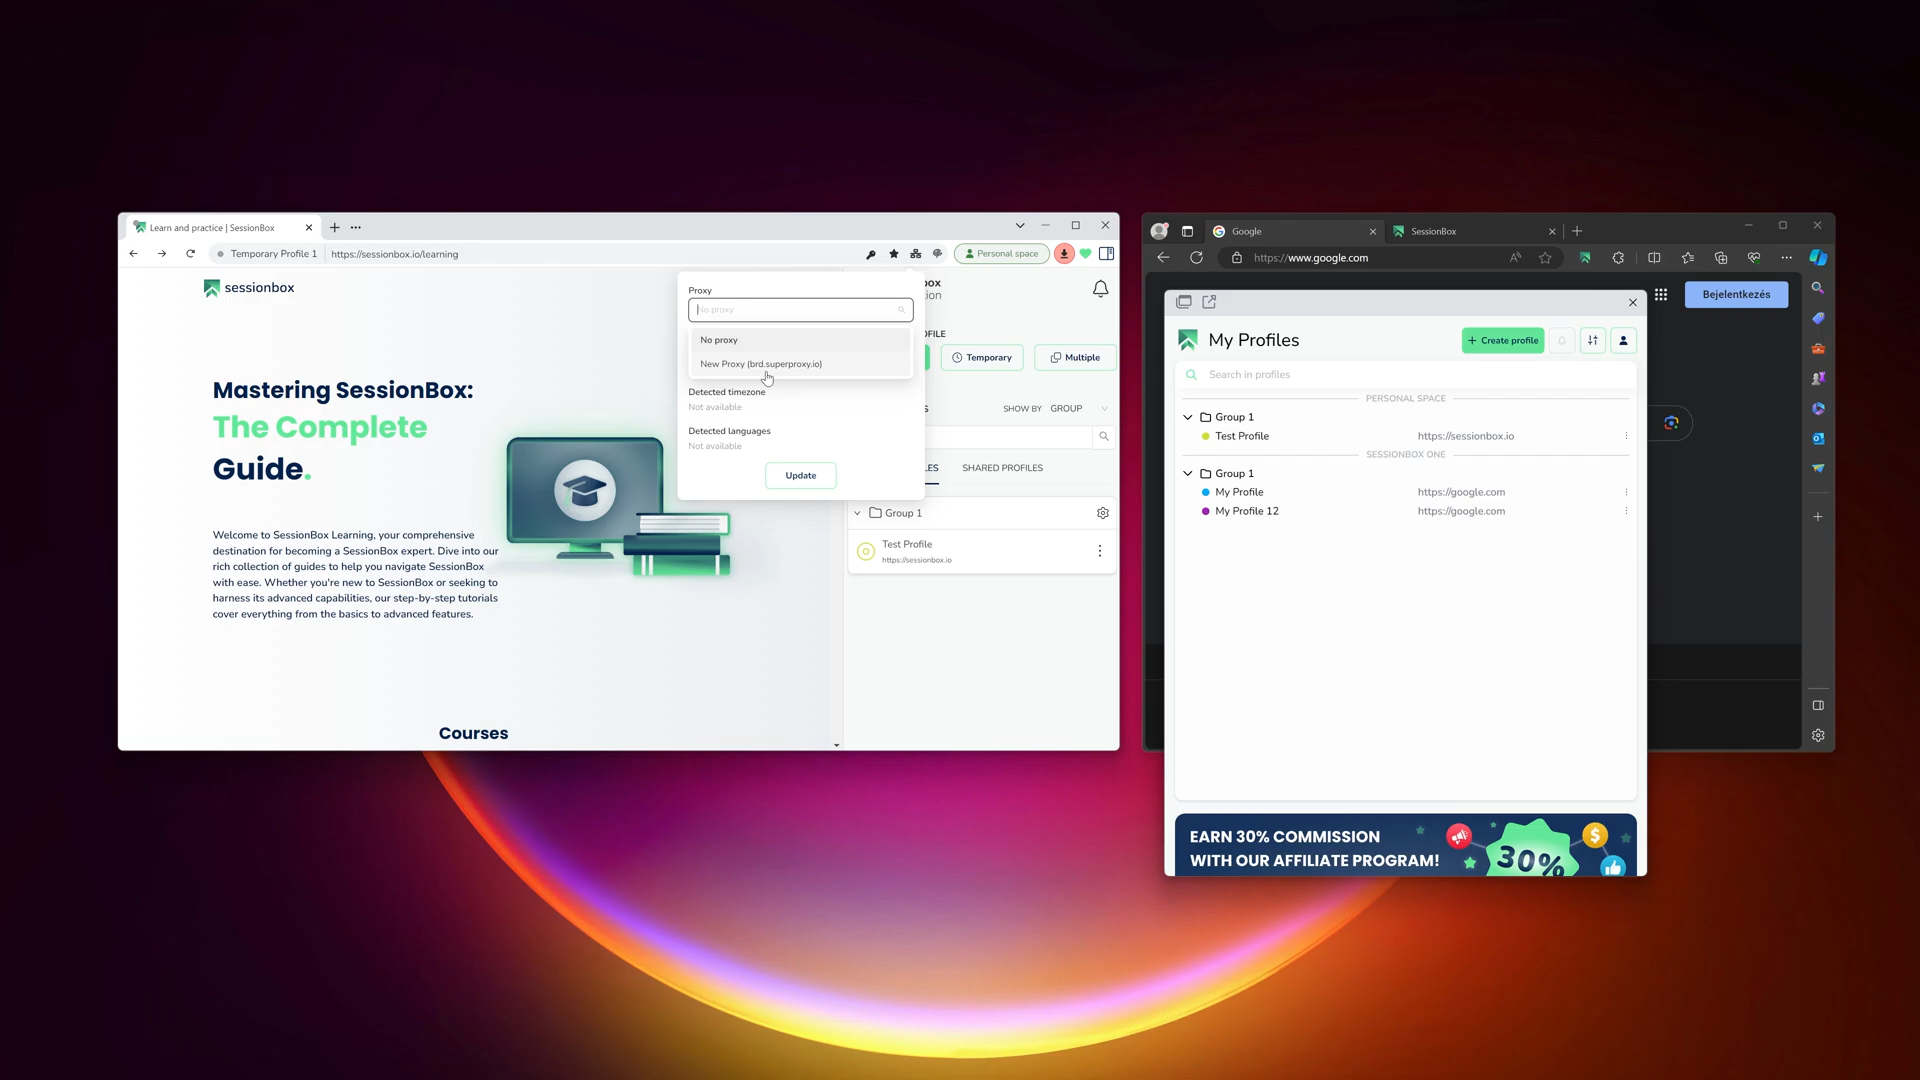 Learn and practice | SessionBox
Temporary Profile 1
https://sessionbox.io/learning
Personal space
sessionbox
Mastering SessionBox:
The Complete
Guide.
Welcome to SessionBox Learning, your comprehensive
destination for becoming a SessionBox expert. Dive into our
rich collection of guides to help you navigate SessionBox
with ease. Whether you're new to SessionBox or seeking to
harness its advanced capabilities, our step-by-step tutorials
cover everything from the basics to advanced features.
Courses
Proxy
No proxy
No proxy
New Proxy (brd.superproxy.io)
Detected timezone
Not available
Detected languages
Not available
Update
ox
ion
OFILE
Temporary
Multiple
S
SHOW BY GROUP
LES
SHARED PROFILES
Group 1
Test Profile
https://sessionbox.io
Google
SessionBox
https://www.google.com
Bejelentkezés
My Profiles
+ Create profile
Search in profiles
PERSONAL SPACE
Group 1
Test Profile
https://sessionbox.io
SESSIONBOX ONE
Group 1
My Profile
https://google.com
My Profile 12
https://google.com
EARN 30% COMMISSION
WITH OUR AFFILIATE PROGRAM!
30%